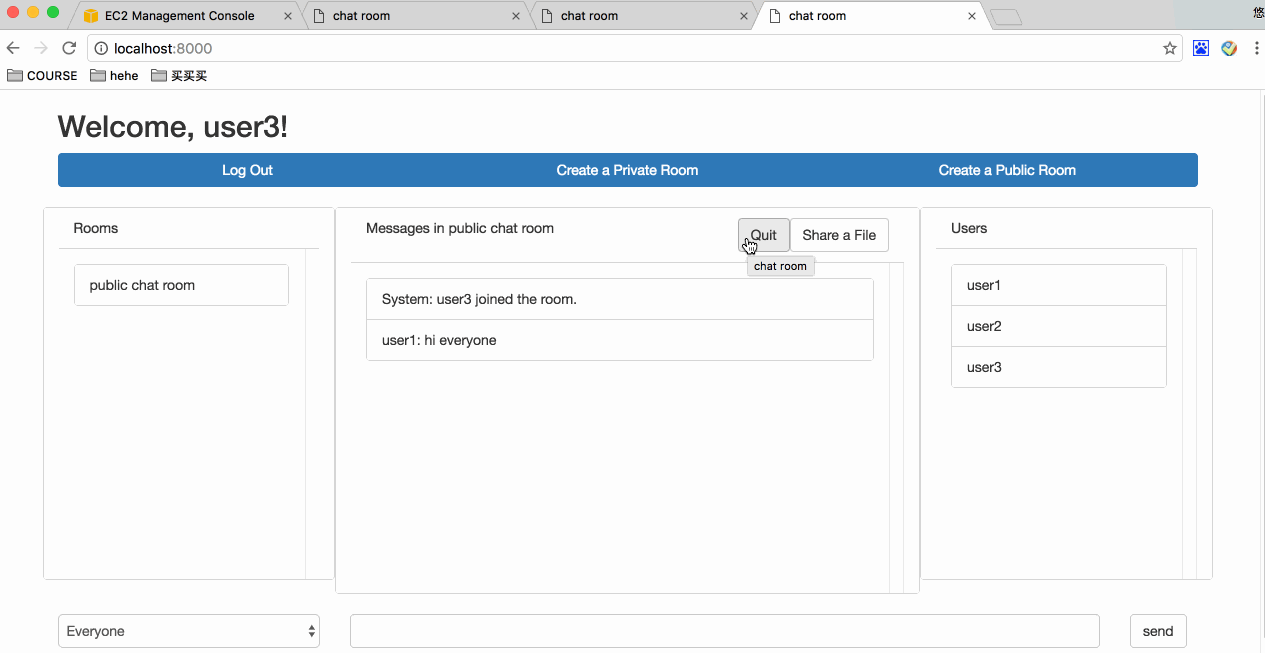 EC2 Management Console
chat room
chat room
chat room
悠
localhost:8000
COURSE
hehe
买买买
Welcome, user3!
Log Out
Create a Private Room
Create a Public Room
Rooms
Messages in public chat room
Quit
Share a File
Users
chat room
public chat room
System: user3 joined the room.
user1: hi everyone
user1
user2
user3
Everyone
send